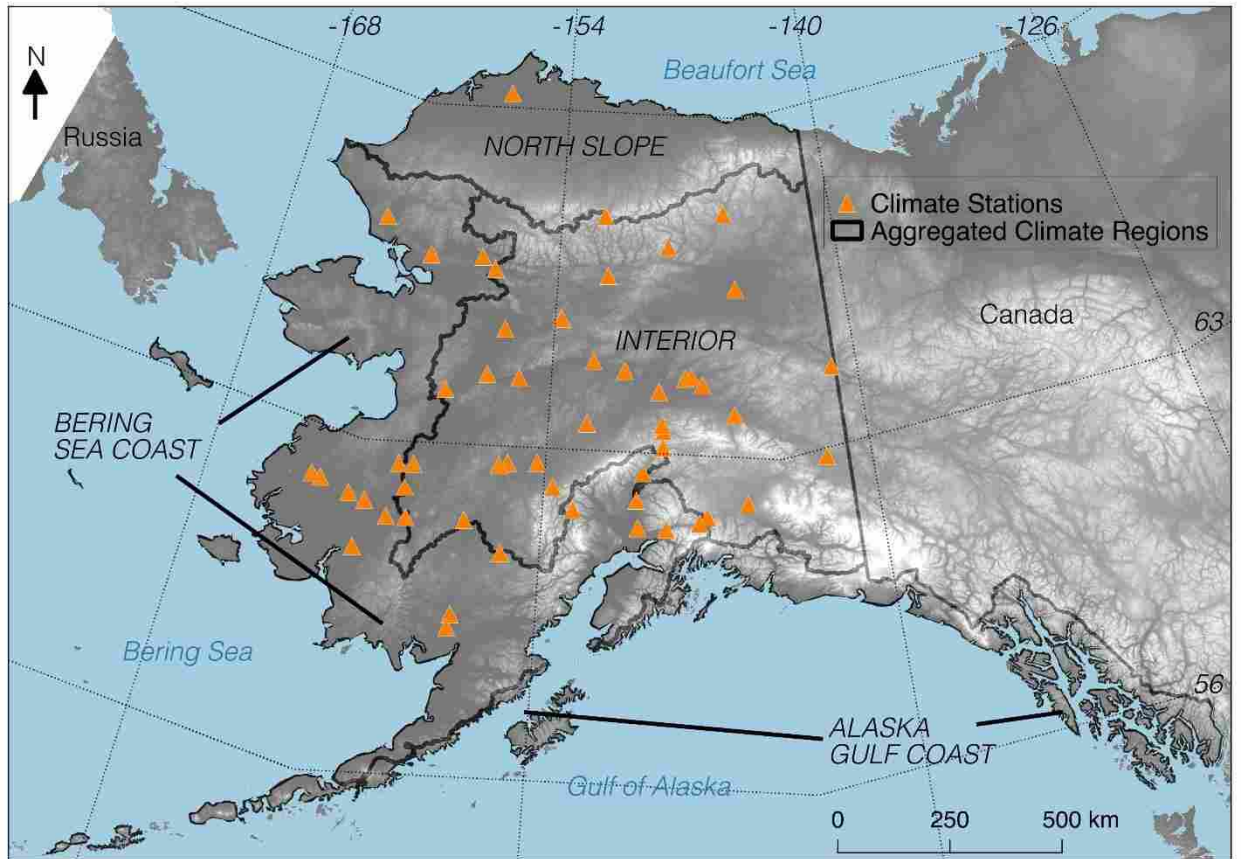 -168
-154
-140
-126
N
Beaufort Sea
Russia
NORTH SLOPE
Climate Stations
Aggregated Climate Regions
Canada
63
INTERIOR
BERING
SEA COAST
Bering Sea
56
ALASKA
GULF COAST
Gulf of Alaska
0 250 500 km